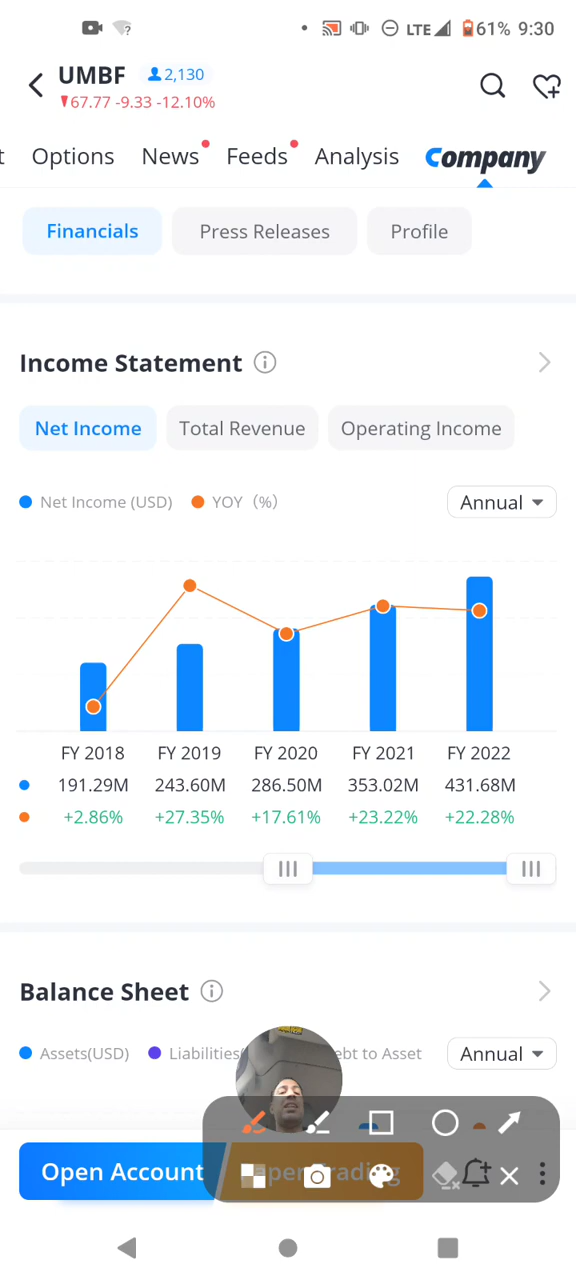 LTE 61% 9:30
UMBF 2,130
67.77 -9.33 -12.10%
t Options News Feeds Analysis Company
Financials Press Releases Profile
Income Statement
Net Income Total Revenue Operating Income
Net Income (USD) YOY (%) Annual
FY 2018 FY 2019 FY 2020 FY 2021 FY 2022
191.29M 243.60M 286.50M 353.02M 431.68M
+2.86% +27.35% +17.61% +23.22% +22.28%
Balance Sheet
Assets(USD) Liabilities( ebt to Asset Annual
Open Account